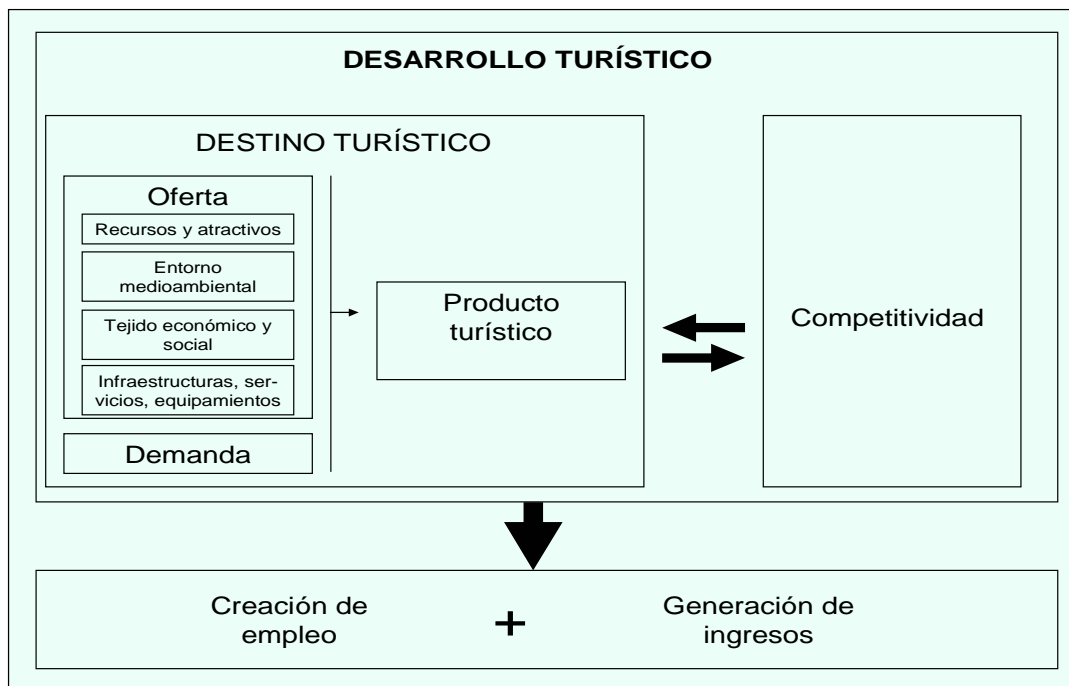 DESARROLLO TURÍSTICO
DESTINO TURÍSTICO
Oferta
Recursos y atractivos
Entorno
medioambiental
Tejido económico y
social
Infraestructuras, ser-
vicios, equipamientos
Demanda
Producto
turístico
Competitividad
Creación de
empleo
+
Generación de
ingresos